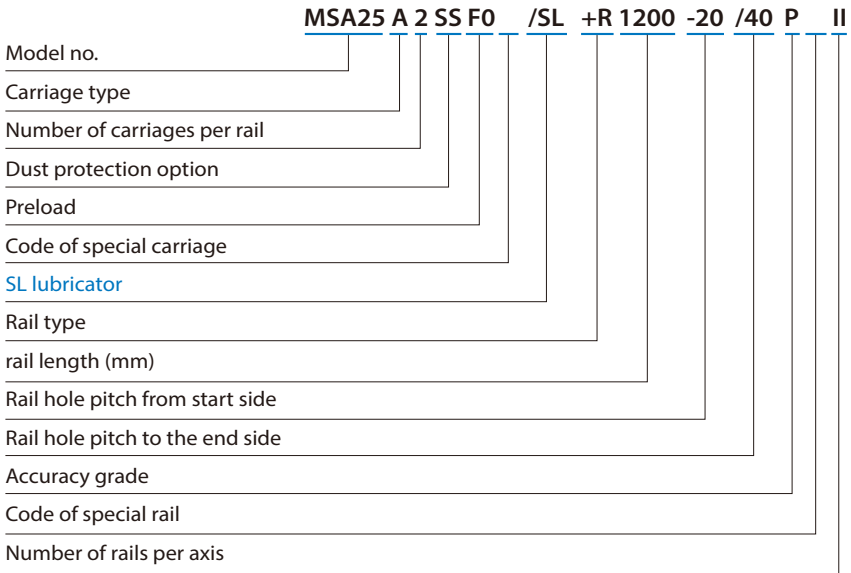 MSA25 A 2 SS F0 /SL +R 1200 -20 /40 P II
Model no.
Carriage type
Number of carriages per rail
Dust protection option
Preload
Code of special carriage
SL lubricator
Rail type
rail length (mm)
Rail hole pitch from start side
Rail hole pitch to the end side
Accuracy grade
Code of special rail
Number of rails per axis